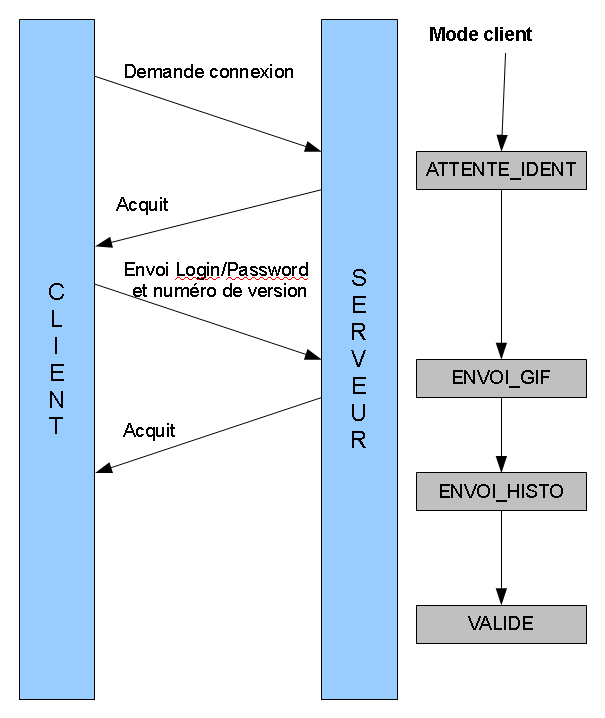 Mode client
Demande connexion
ATTENTE_IDENT
Acquit
Envoi Login/Password
et numéro de version
CLIENT
SERVEUR
ENVOI_GIF
Acquit
ENVOI_HISTO
VALIDE